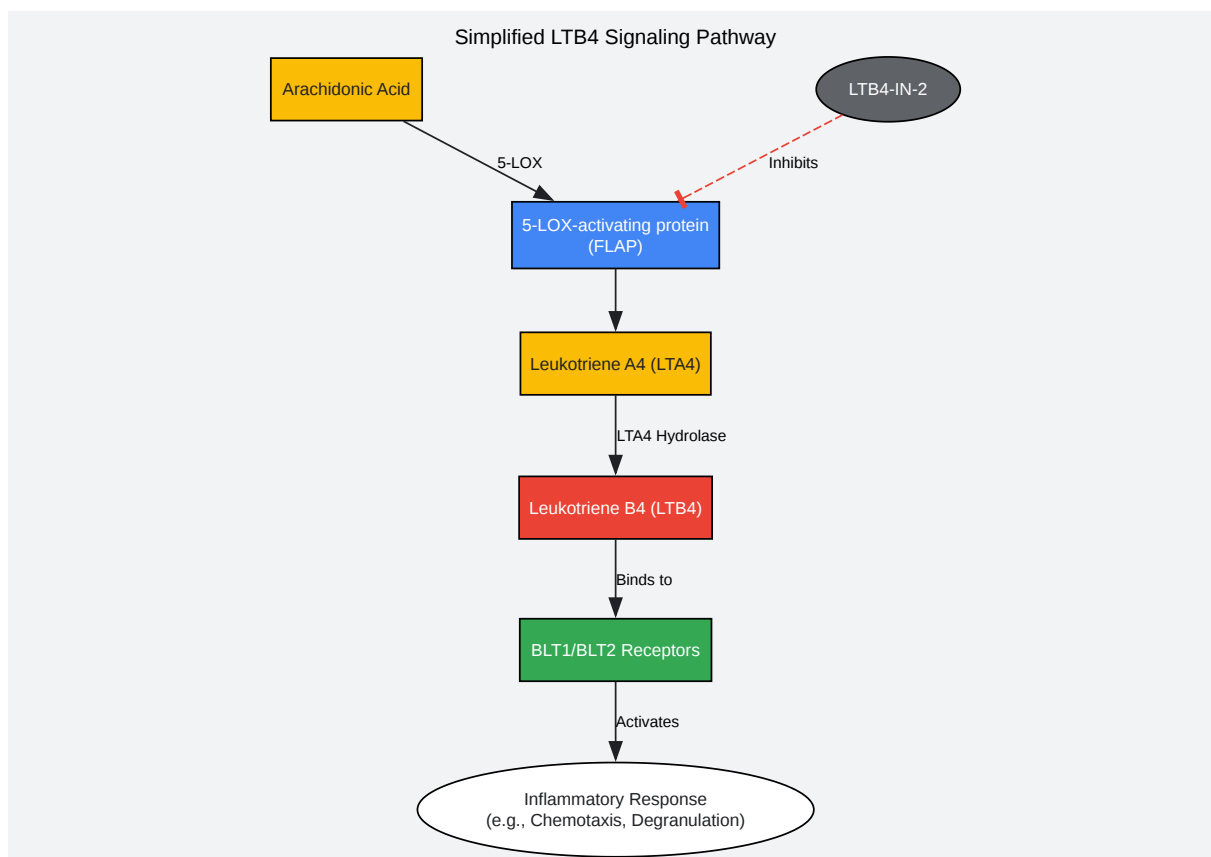 Simplified LTB4 Signaling Pathway
Arachidonic Acid
LTB4-IN-2
5-LOX
Inhibits
5-LOX-activating protein
(FLAP)
Leukotriene A4 (LTA4)
LTA4 Hydrolase
Leukotriene B4 (LTB4)
Binds to
BLT1/BLT2 Receptors
Activates
Inflammatory Response
(e.g., Chemotaxis, Degranulation)